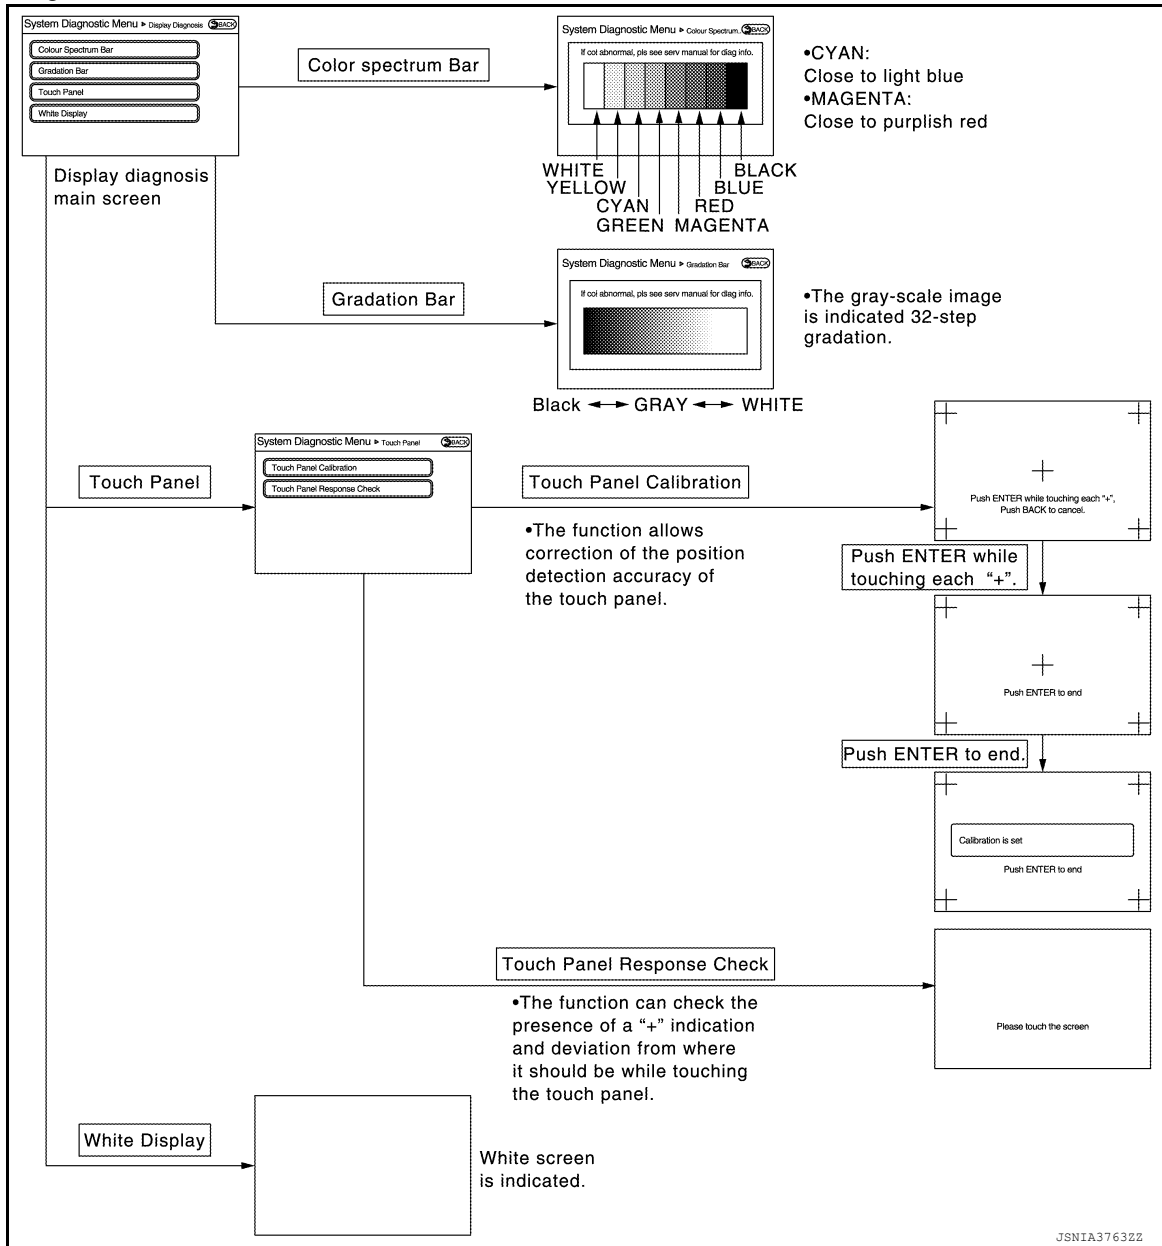 System Diagnostic Menu ▶ Display Diagnosis BACK
Colour Spectrum Bar
Gradation Bar
Touch Panel
White Display
Display diagnosis
main screen
Color spectrum Bar
System Diagnostic Menu ▶ Colour Spectrum.. BACK
If col abnormal, pls see serv manual for diag info.
WHITE
YELLOW
CYAN
GREEN
MAGENTA
RED
BLUE
BLACK
•CYAN:
Close to light blue
•MAGENTA:
Close to purplish red
Gradation Bar
System Diagnostic Menu ▶ Gradation Bar BACK
If col abnormal, pls see serv manual for diag info.
Black ◀─▶ GRAY ◀─▶ WHITE
•The gray-scale image
is indicated 32-step
gradation.
Touch Panel
System Diagnostic Menu ▶ Touch Panel BACK
Touch Panel Calibration
Touch Panel Response Check
Touch Panel Calibration
•The function allows
correction of the position
detection accuracy of
the touch panel.
Push ENTER while touching each "+",
Push BACK to cancel.
Push ENTER while
touching each "+".
Push ENTER to end
Push ENTER to end.
Calibration is set
Push ENTER to end
Touch Panel Response Check
•The function can check the
presence of a "+" indication
and deviation from where
it should be while touching
the touch panel.
Please touch the screen
White Display
White screen
is indicated.
JSNIA3763ZZ